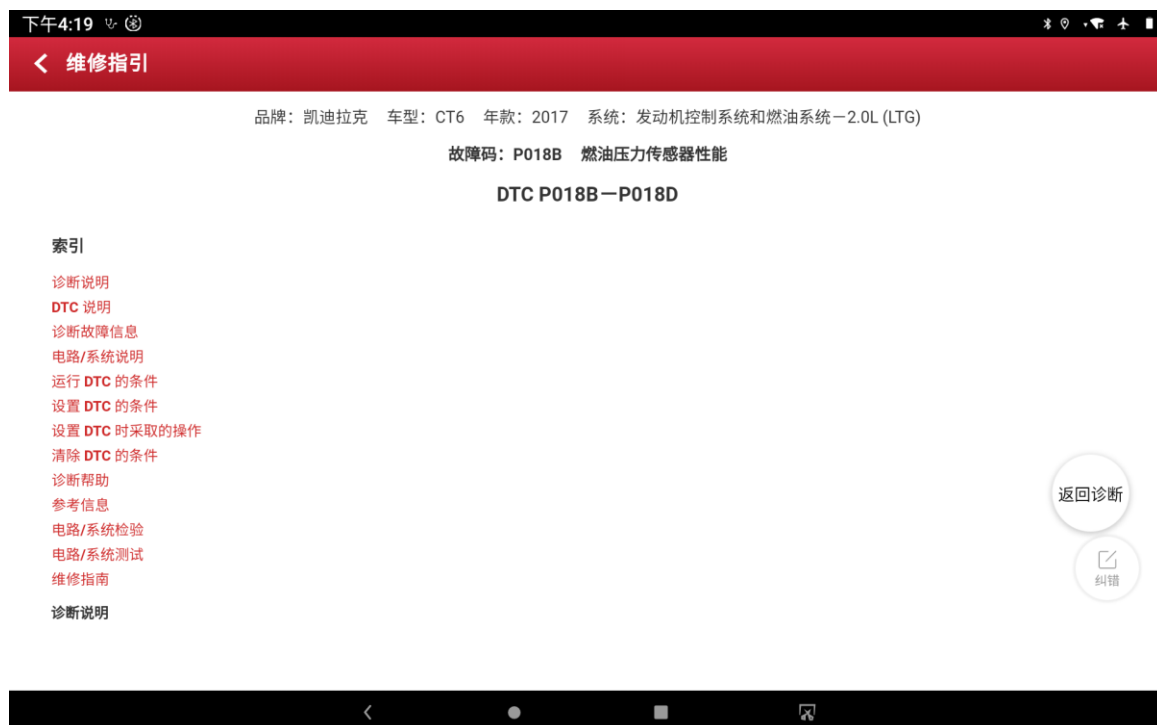 下午4:19
维修指引
品牌：凯迪拉克 车型：CT6 年款：2017 系统：发动机控制系统和燃油系统－2.0L (LTG)
故障码：P018B 燃油压力传感器性能
DTC P018B－P018D
索引
诊断说明
DTC 说明
诊断故障信息
电路/系统说明
运行 DTC 的条件
设置 DTC 的条件
设置 DTC 时采取的操作
清除 DTC 的条件
诊断帮助
参考信息
电路/系统检验
电路/系统测试
维修指南
诊断说明
返回诊断
纠错